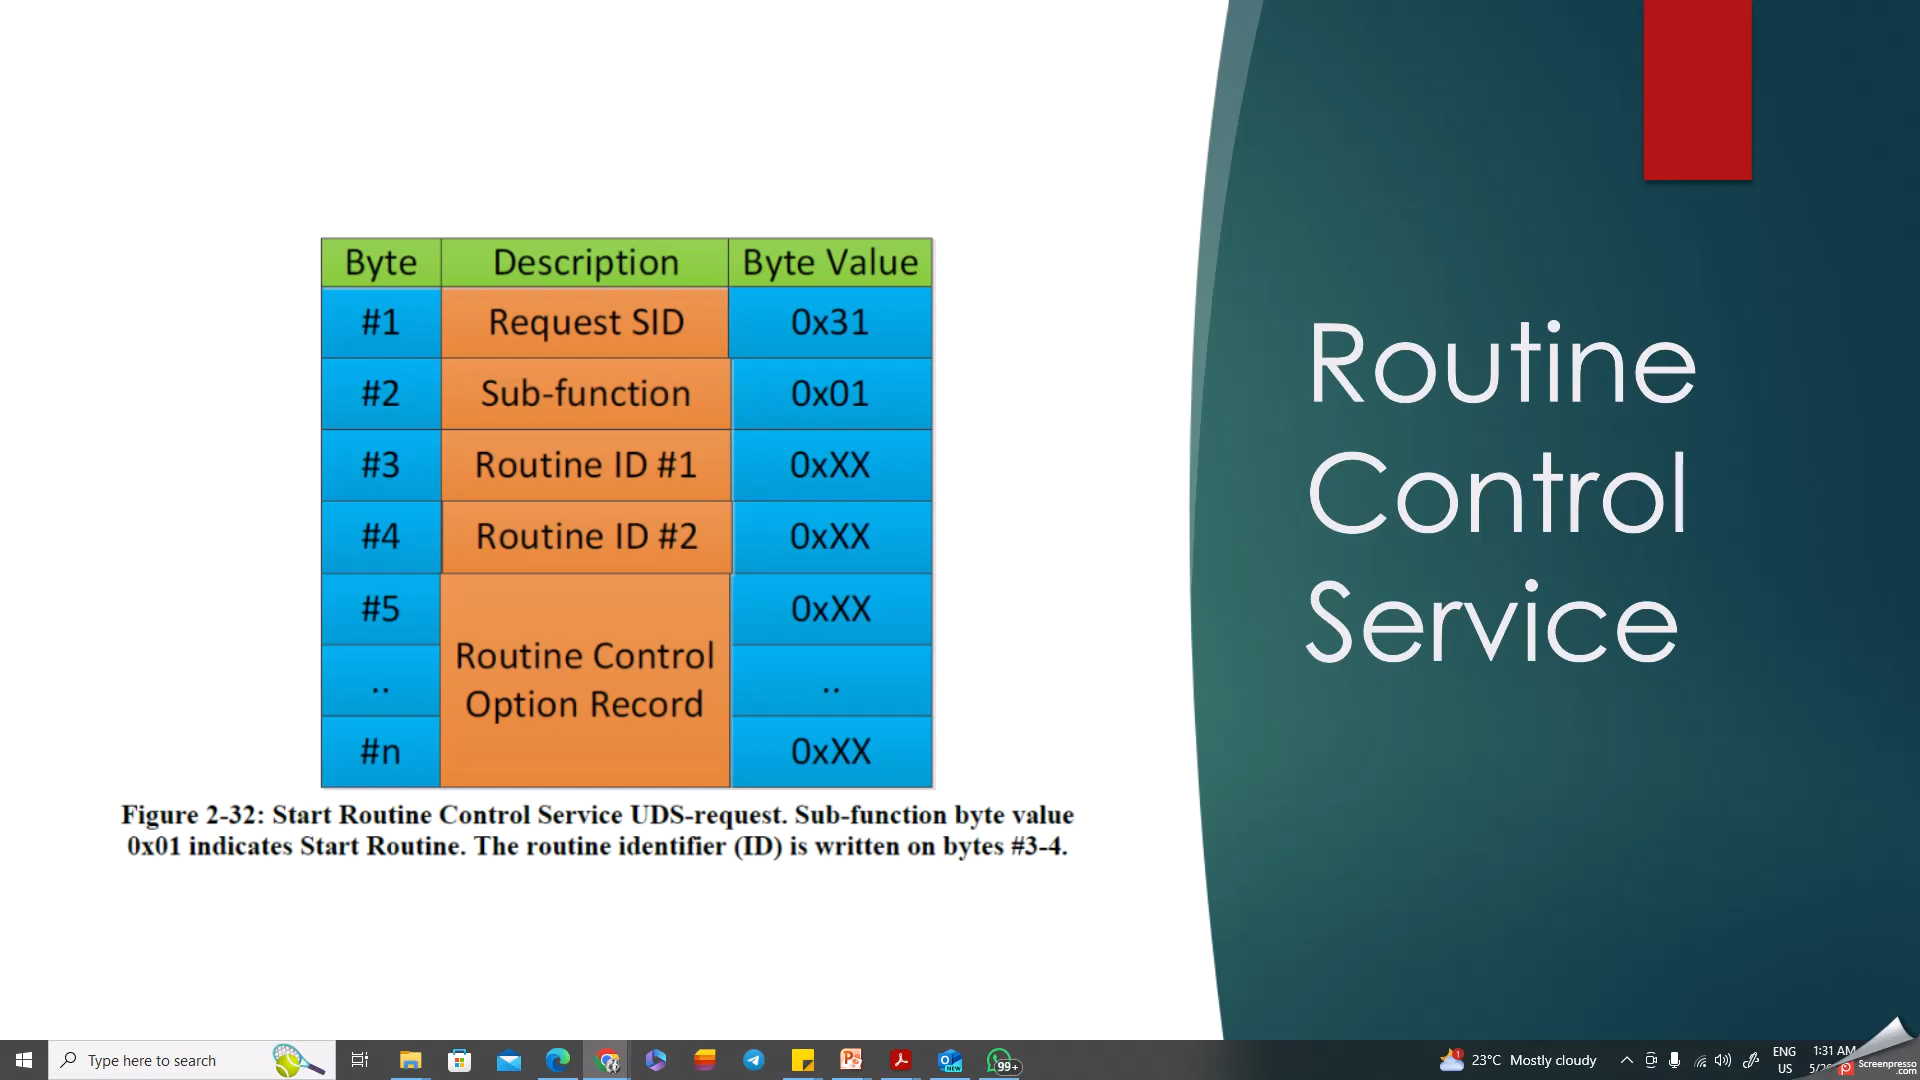 Byte Description Byte Value
#1 Request SID 0x31
#2 Sub-function 0x01
#3 Routine ID #1 0xXX
#4 Routine ID #2 0xXX
#5 0xXX
Routine Control
Option Record
.. ..
#n 0xXX
Figure 2-32: Start Routine Control Service UDS-request. Sub-function byte value
0x01 indicates Start Routine. The routine identifier (ID) is written on bytes #3-4.
Routine
Control
Service
Type here to search
99+
1
23°C Mostly cloudy
ENG
US
1:31 AM
Screenpresso
.com